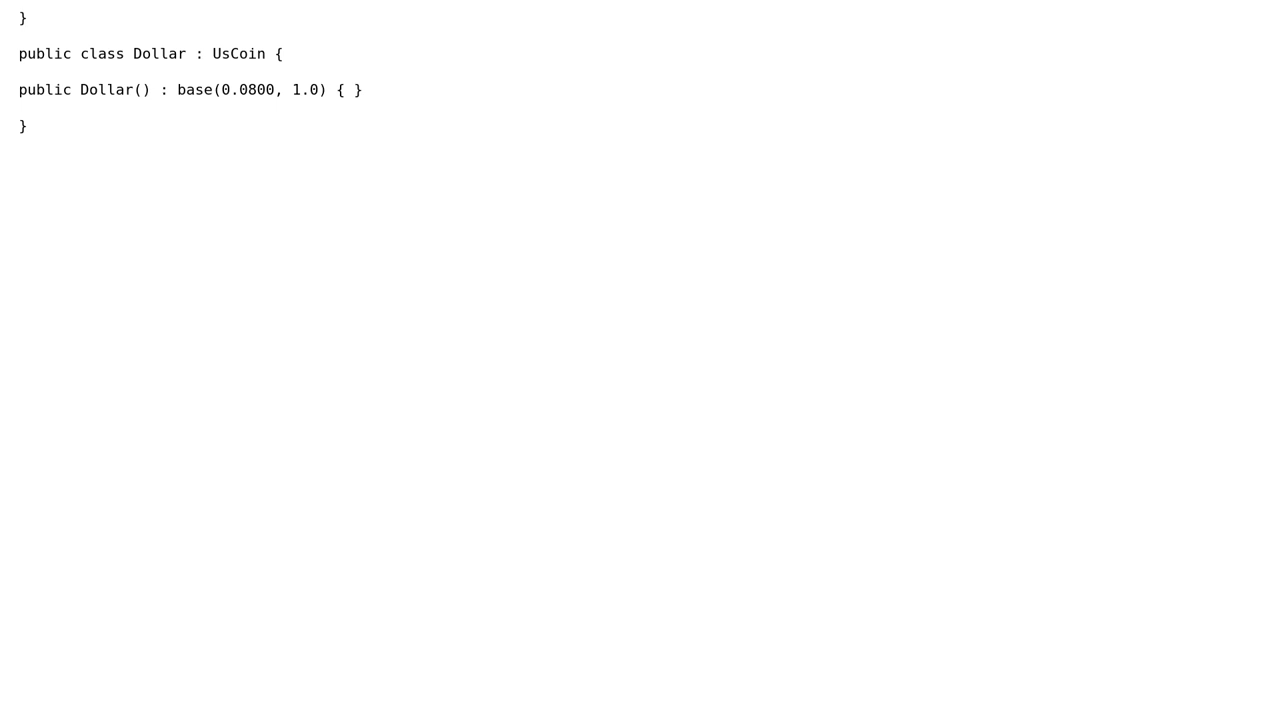 }
public class Dollar : UsCoin {
public Dollar() : base(0.0800, 1.0) { }
}